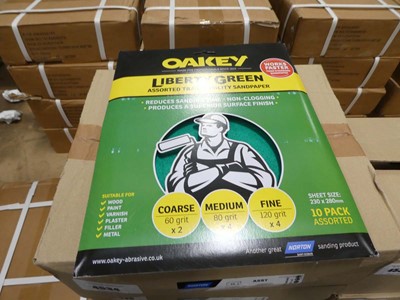 OAKEY
LIBERTY GREEN
ASSORTED TRADE QUALITY SANDPAPER
WORKS FASTER
• REDUCES SANDING TIME • NON-CLOGGING
• PRODUCES A SUPERIOR SURFACE FINISH
SUITABLE FOR
WOOD
PAINT
VARNISH
PLASTER
FILLER
METAL
COARSE
60 grit
x 2
MEDIUM
80 grit
x 4
FINE
120 grit
x 4
SHEET SIZE:
230 x 280mm
10 PACK
ASSORTED
www.oakey-abrasive.co.uk
Another great
NORTON
sanding product